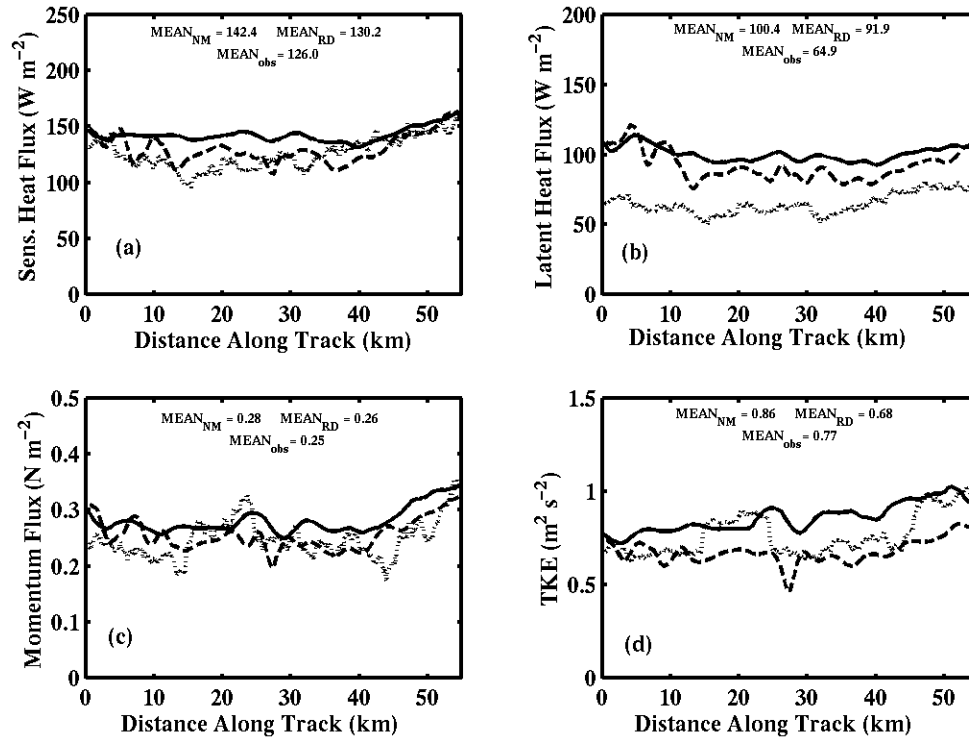 MEAN_NM = 142.4 MEAN_RD = 130.2
MEAN_obs = 126.0
Sens. Heat Flux (W m^-2)
250
200
150
100
50
0
(a)
0 10 20 30 40 50
Distance Along Track (km)
MEAN_NM = 100.4 MEAN_RD = 91.9
MEAN_obs = 64.9
Latent Heat Flux (W m^-2)
200
150
100
50
0
(b)
0 10 20 30 40 50
Distance Along Track (km)
MEAN_NM = 0.28 MEAN_RD = 0.26
MEAN_obs = 0.25
Momentum Flux (N m^-2)
0.5
0.4
0.3
0.2
0.1
0
(c)
0 10 20 30 40 50
Distance Along Track (km)
MEAN_NM = 0.86 MEAN_RD = 0.68
MEAN_obs = 0.77
TKE (m^2 s^-2)
1.5
1
0.5
0
(d)
0 10 20 30 40 50
Distance Along Track (km)